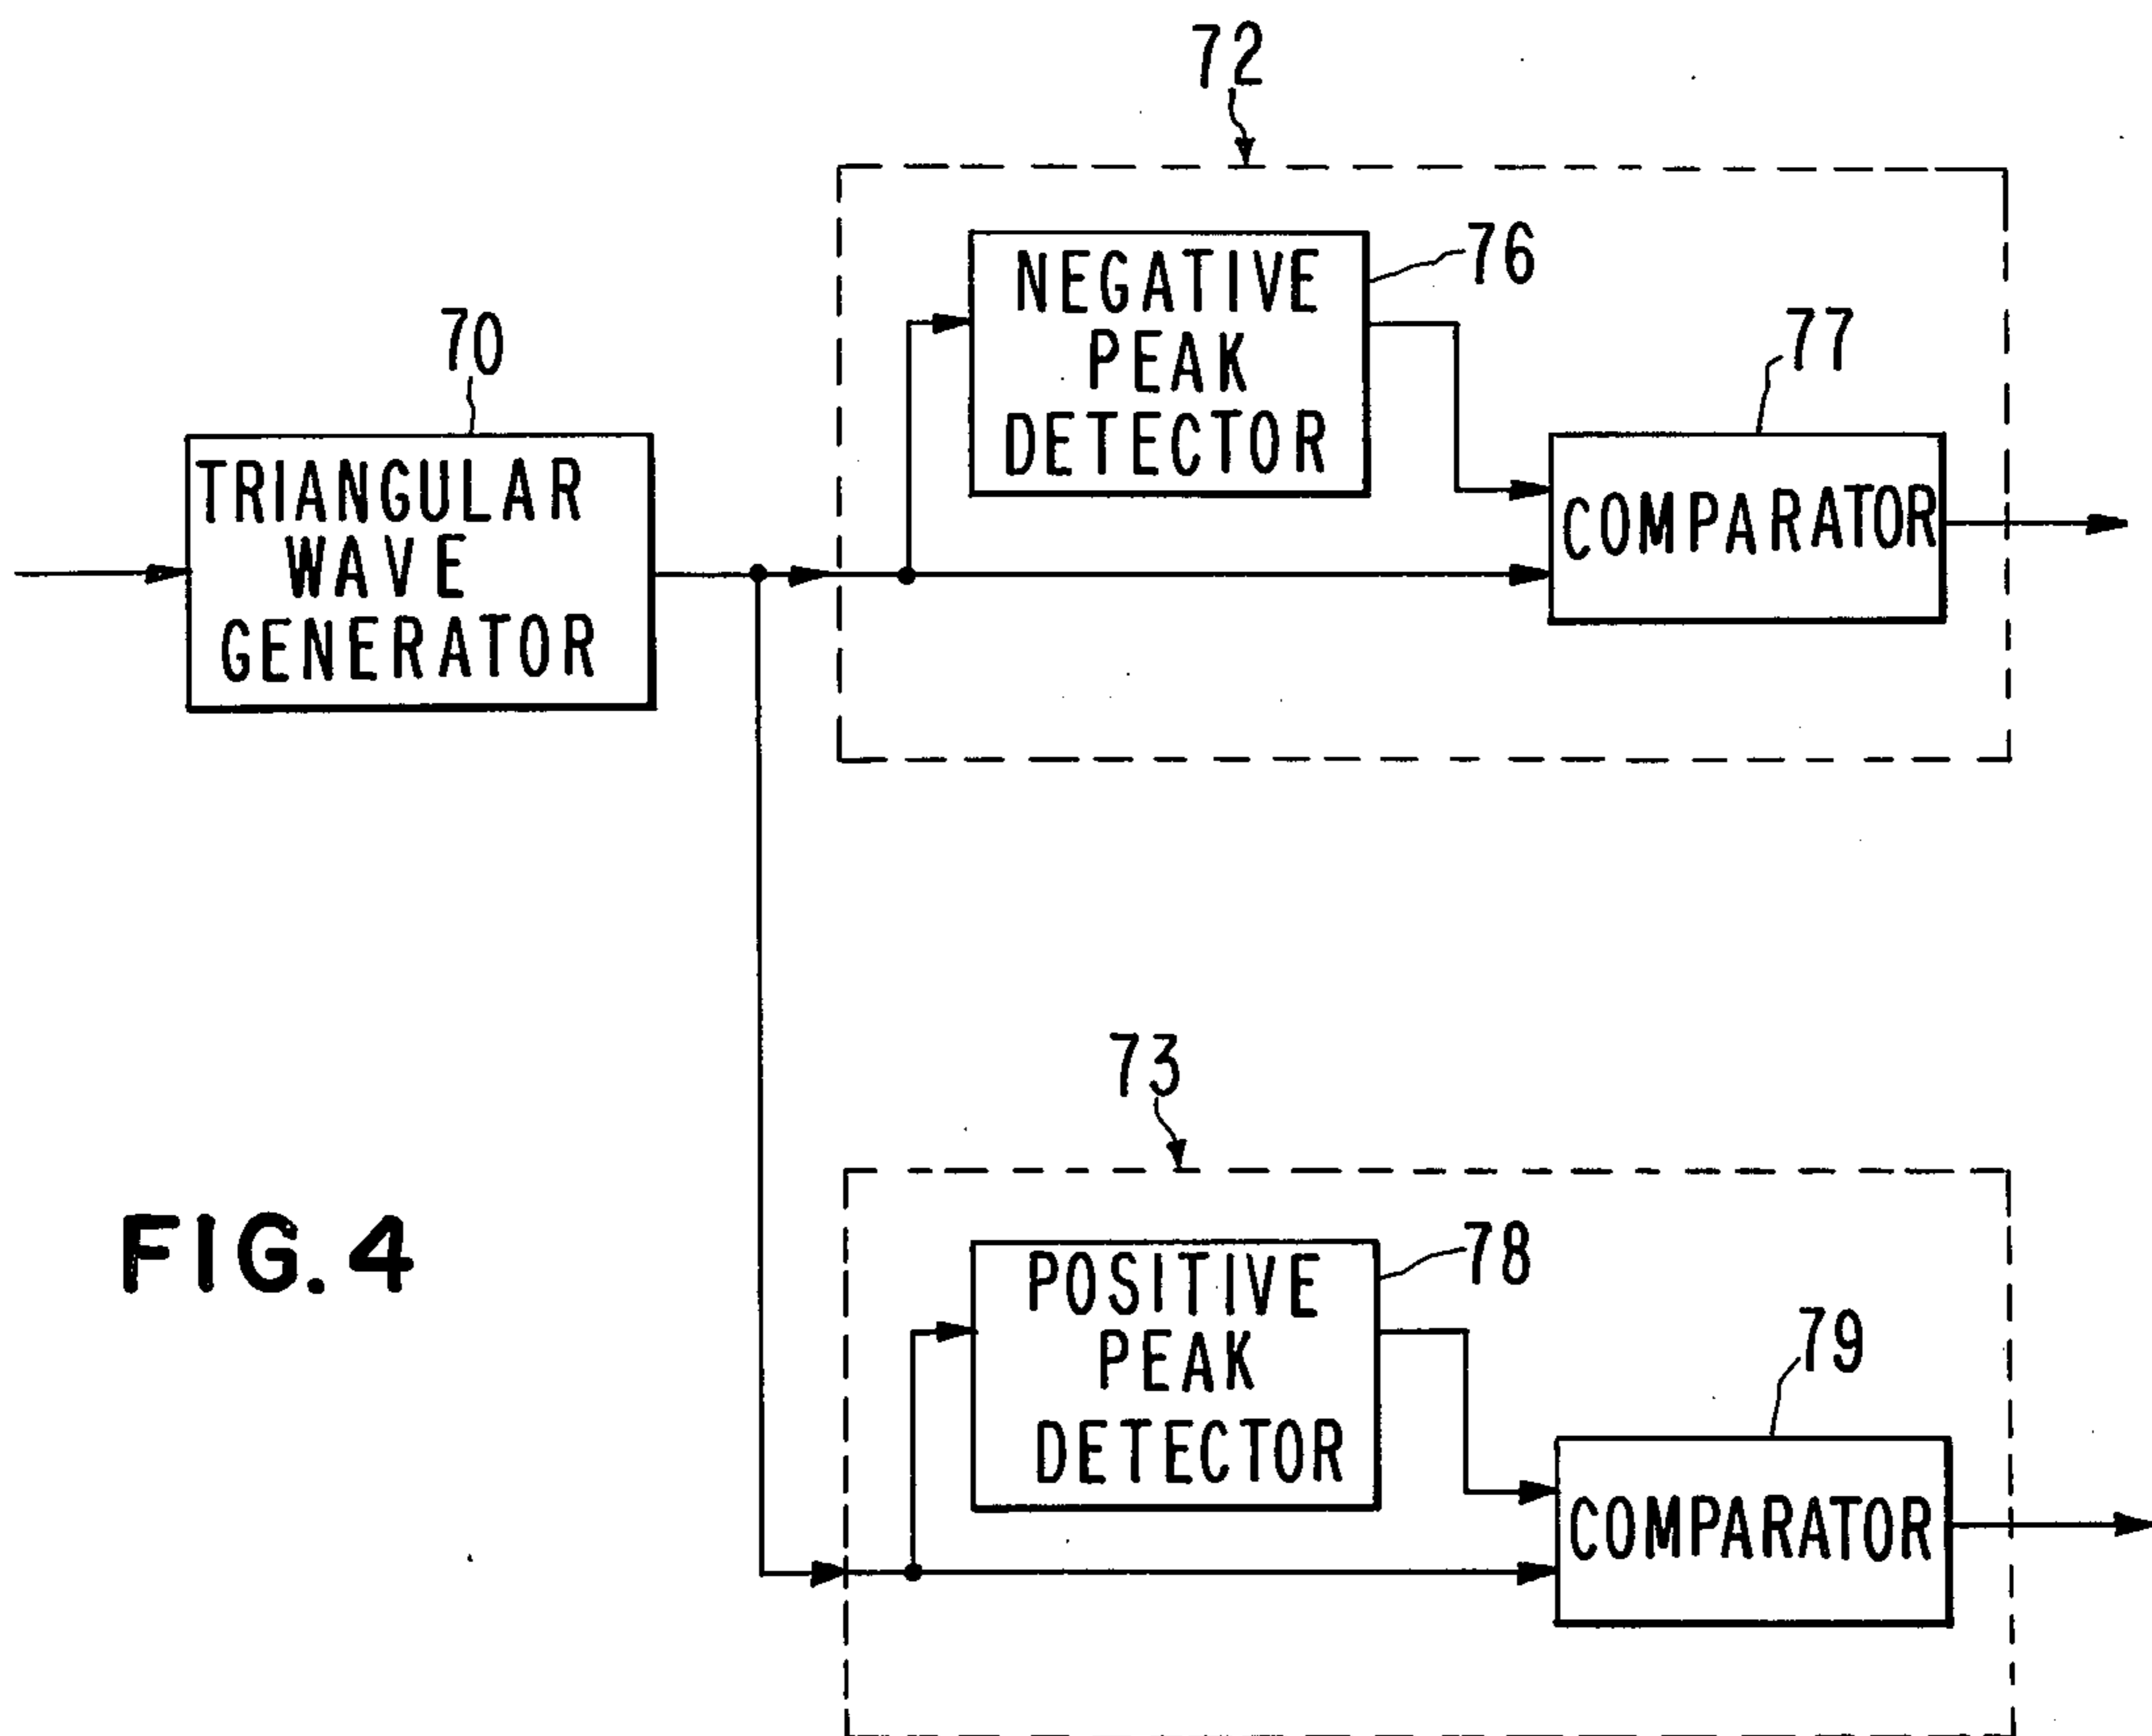 72
NEGATIVE
PEAK
DETECTOR
76
77
COMPARATOR
70
TRIANGULAR
WAVE
GENERATOR
73
POSITIVE
PEAK
DETECTOR
78
79
COMPARATOR
FIG.4